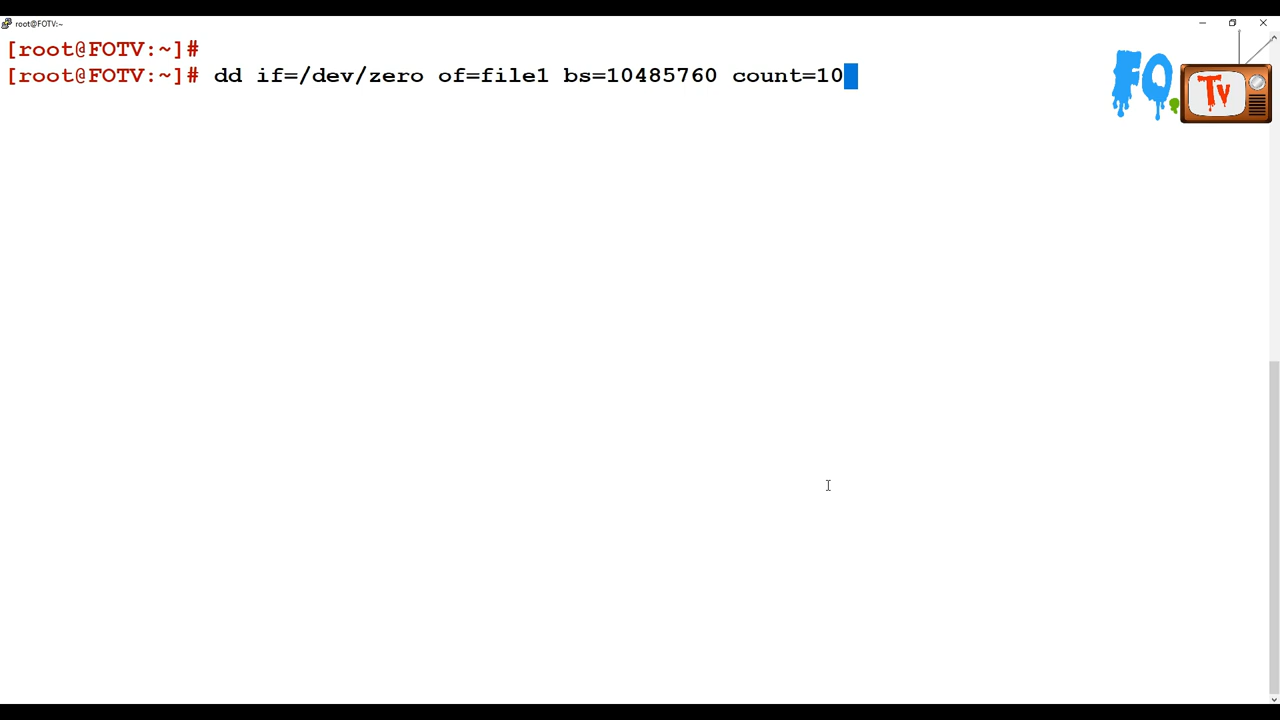 root@FOTV:~
[root@FOTV:~]#
[root@FOTV:~]# dd if=/dev/zero of=file1 bs=10485760 count=10
FO.
Tv